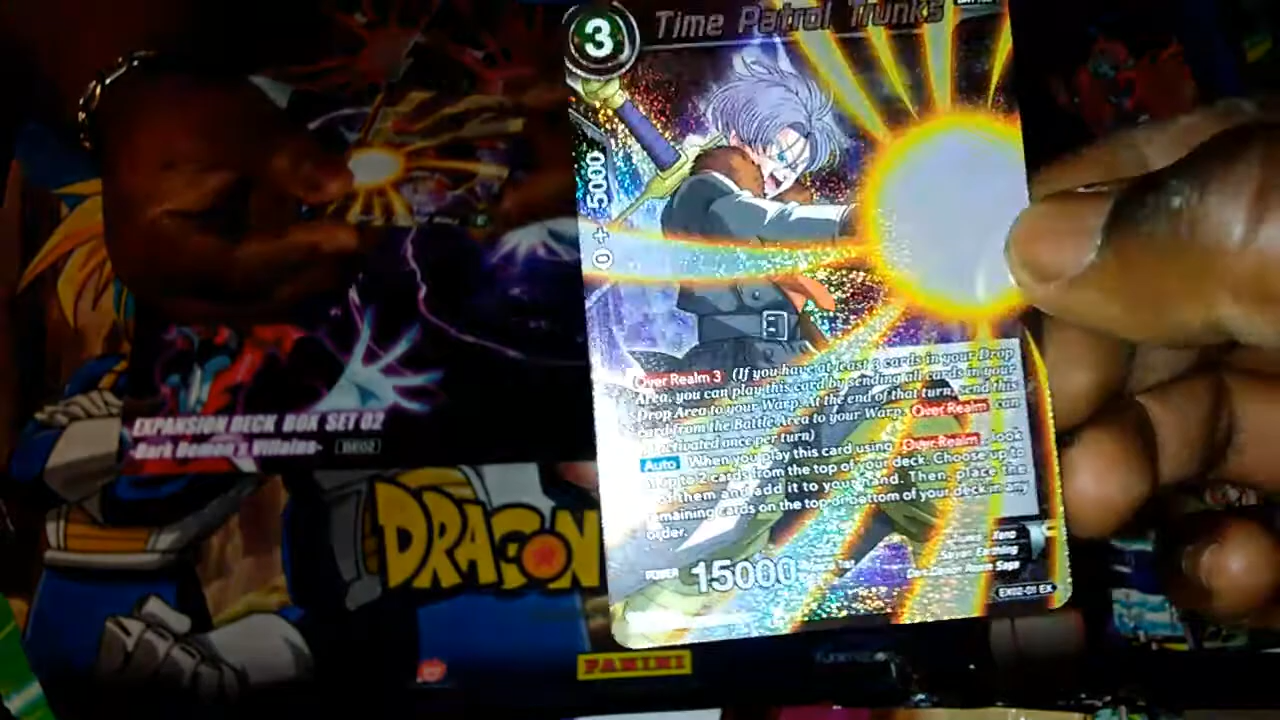 3
Time Patrol Trunks
0 + 5000
Over Realm 3 (If you have at least 3 cards in your Drop
Area, you can play this card by sending all cards in your
Drop Area to your Warp. At the end of that turn, send this
card from the Battle Area to your Warp. Over Realm can
activated once per turn)
Auto When you play this card using Over Realm, look
up to 2 cards from the top of your deck. Choose up to
of them and add it to your hand. Then, place the
remaining cards on the top or bottom of your deck in any
order.
POWER 15000
Xeno
Saiyan Earthling
Saga
EX02-01 EX
EXPANSION DECK BOX SET 02
-Dark Demon's Villains- BE02
DRAGON
PANINI